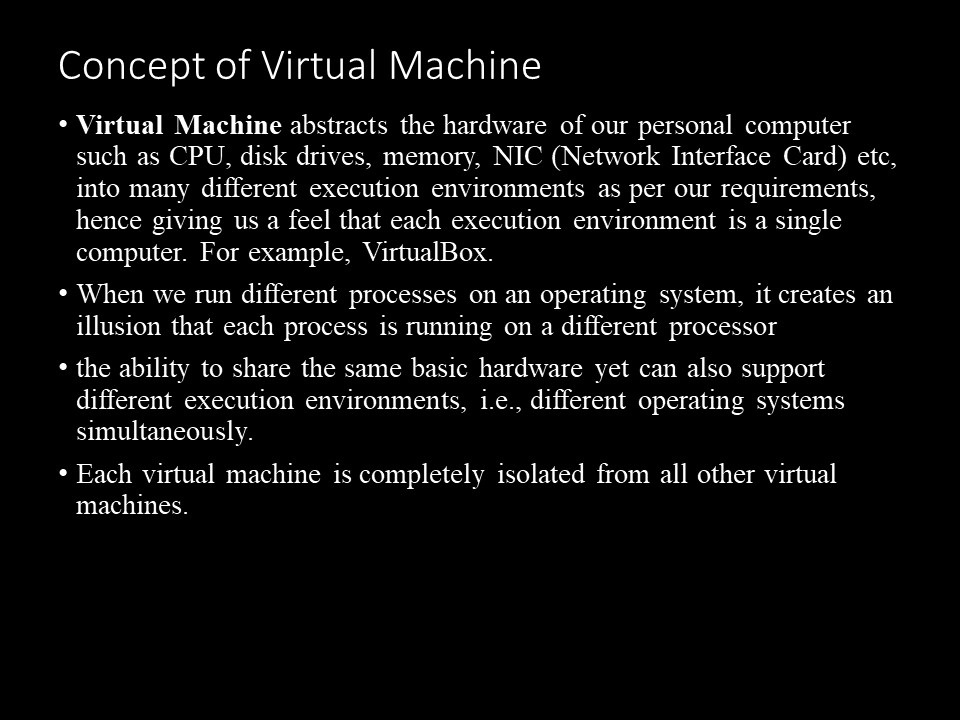 Concept of Virtual Machine
• Virtual Machine abstracts the hardware of our personal computer
such as CPU, disk drives, memory, NIC (Network Interface Card) etc,
into many different execution environments as per our requirements,
hence giving us a feel that each execution environment is a single
computer. For example, VirtualBox.
• When we run different processes on an operating system, it creates an
illusion that each process is running on a different processor
• the ability to share the same basic hardware yet can also support
different execution environments, i.e., different operating systems
simultaneously.
• Each virtual machine is completely isolated from all other virtual
machines.